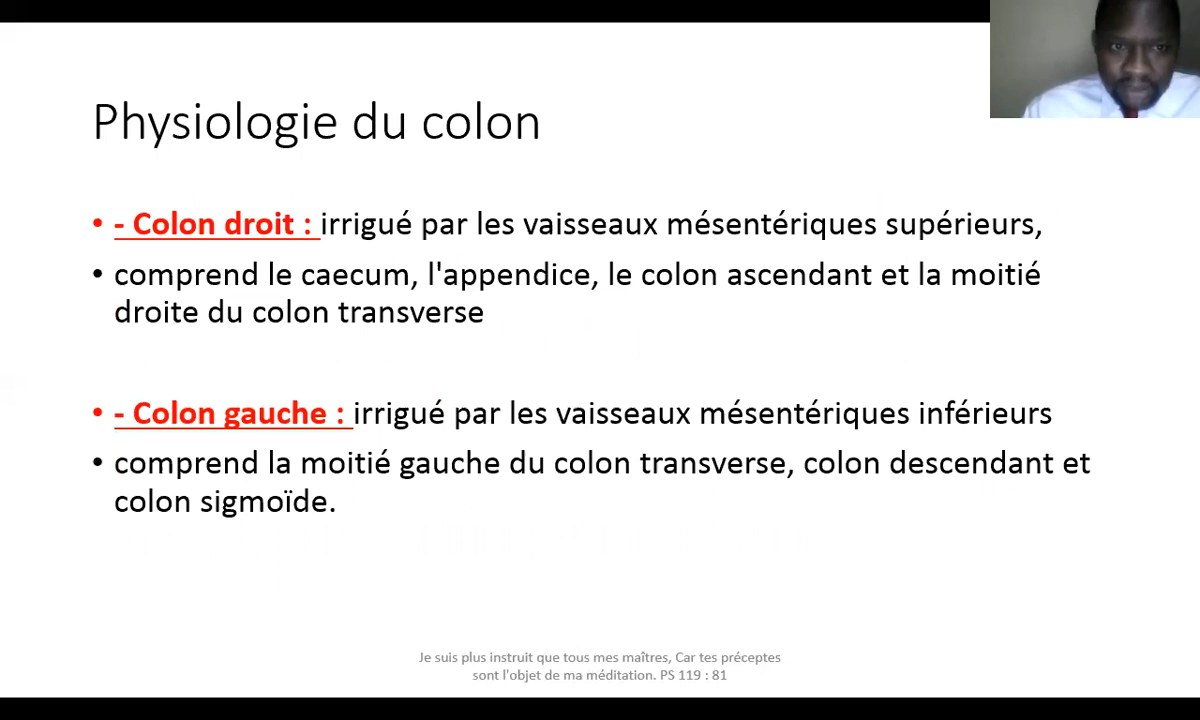 Physiologie du colon
• - Colon droit : irrigué par les vaisseaux mésentériques supérieurs,
• comprend le caecum, l'appendice, le colon ascendant et la moitié
droite du colon transverse
• - Colon gauche : irrigué par les vaisseaux mésentériques inférieurs
• comprend la moitié gauche du colon transverse, colon descendant et
colon sigmoïde.
Je suis plus instruit que tous mes maîtres, Car tes préceptes
sont l'objet de ma méditation. PS 119 : 81